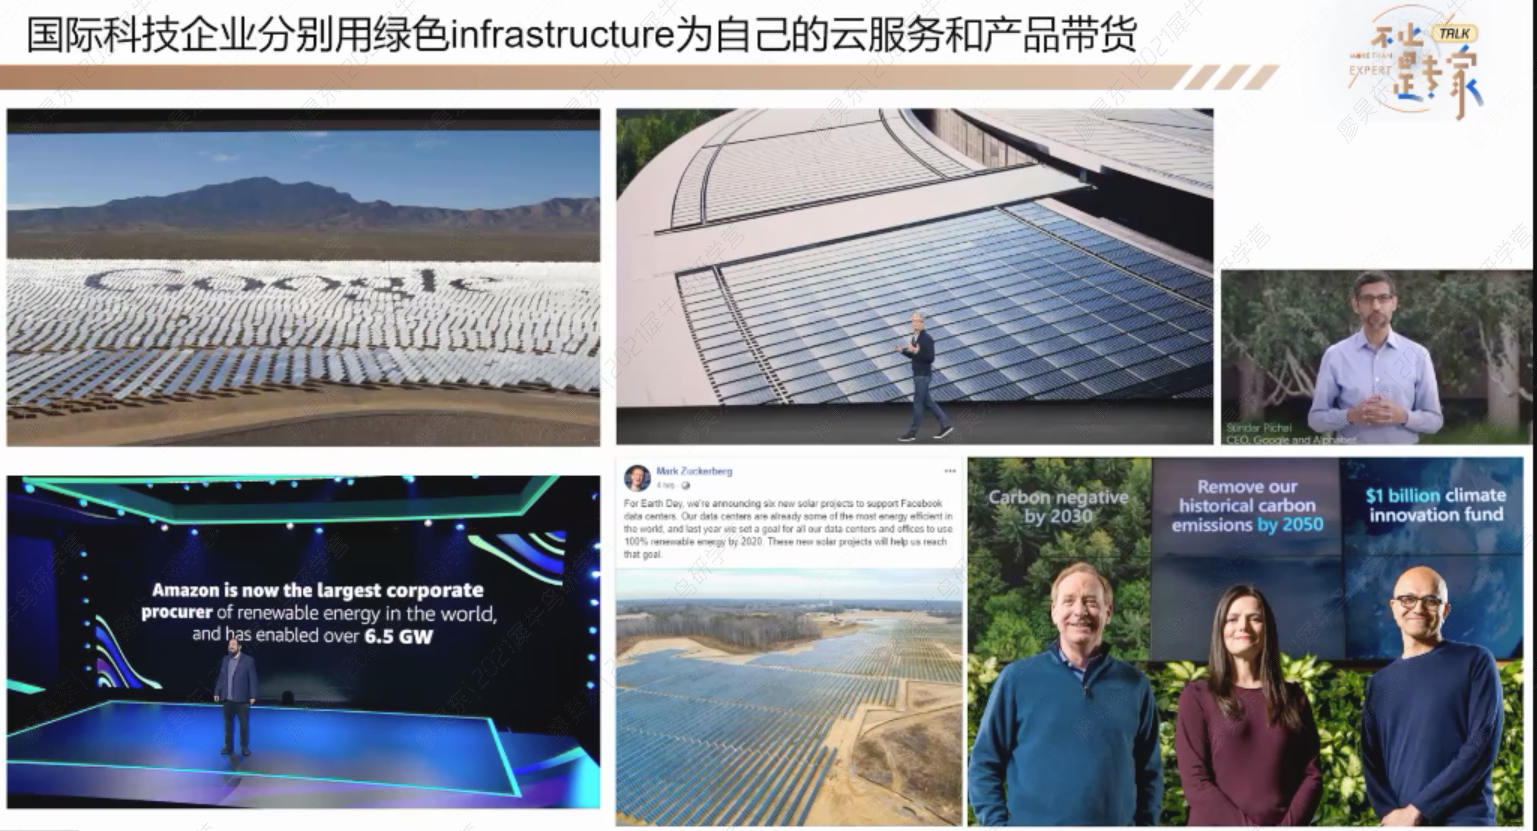 国际科技企业分别用绿色infrastructure为自己的云服务和产品带货
TALK
不止
MORE THAN
EXPERT
是专家
Google
Sundar Pichai
CEO, Google and Alphabet
Amazon is now the largest corporate
procurer of renewable energy in the world,
and has enabled over 6.5 GW
Mark Zuckerberg
4 hrs
For Earth Day, we're announcing six new solar projects to support Facebook
data centers. Our data centers are already some of the most energy efficient in
the world, and last year we set a goal for all our data centers and offices to use
100% renewable energy by 2020. These new solar projects will help us reach
that goal.
Carbon negative
by 2030
Remove our
historical carbon
emissions by 2050
$1 billion climate
innovation fund